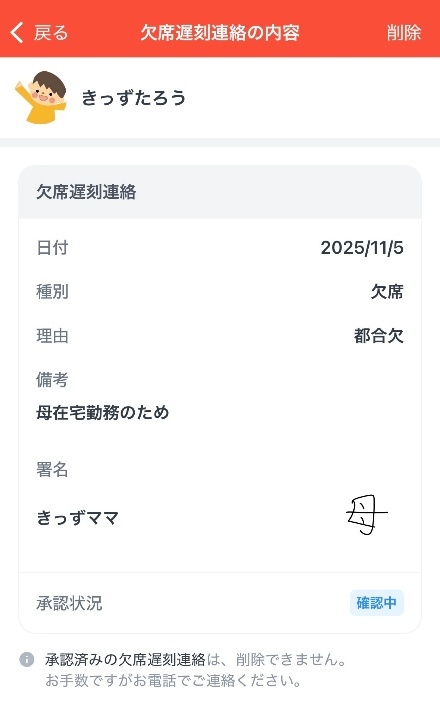 戻る
欠席遅刻連絡の内容
削除
きっずたろう
欠席遅刻連絡
日付
2025/11/5
種別
欠席
理由
都合欠
備考
母在宅勤務のため
署名
きっずママ
母
承認状況
確認中
承認済みの欠席遅刻連絡は、削除できません。
お手数ですがお電話でご連絡ください。